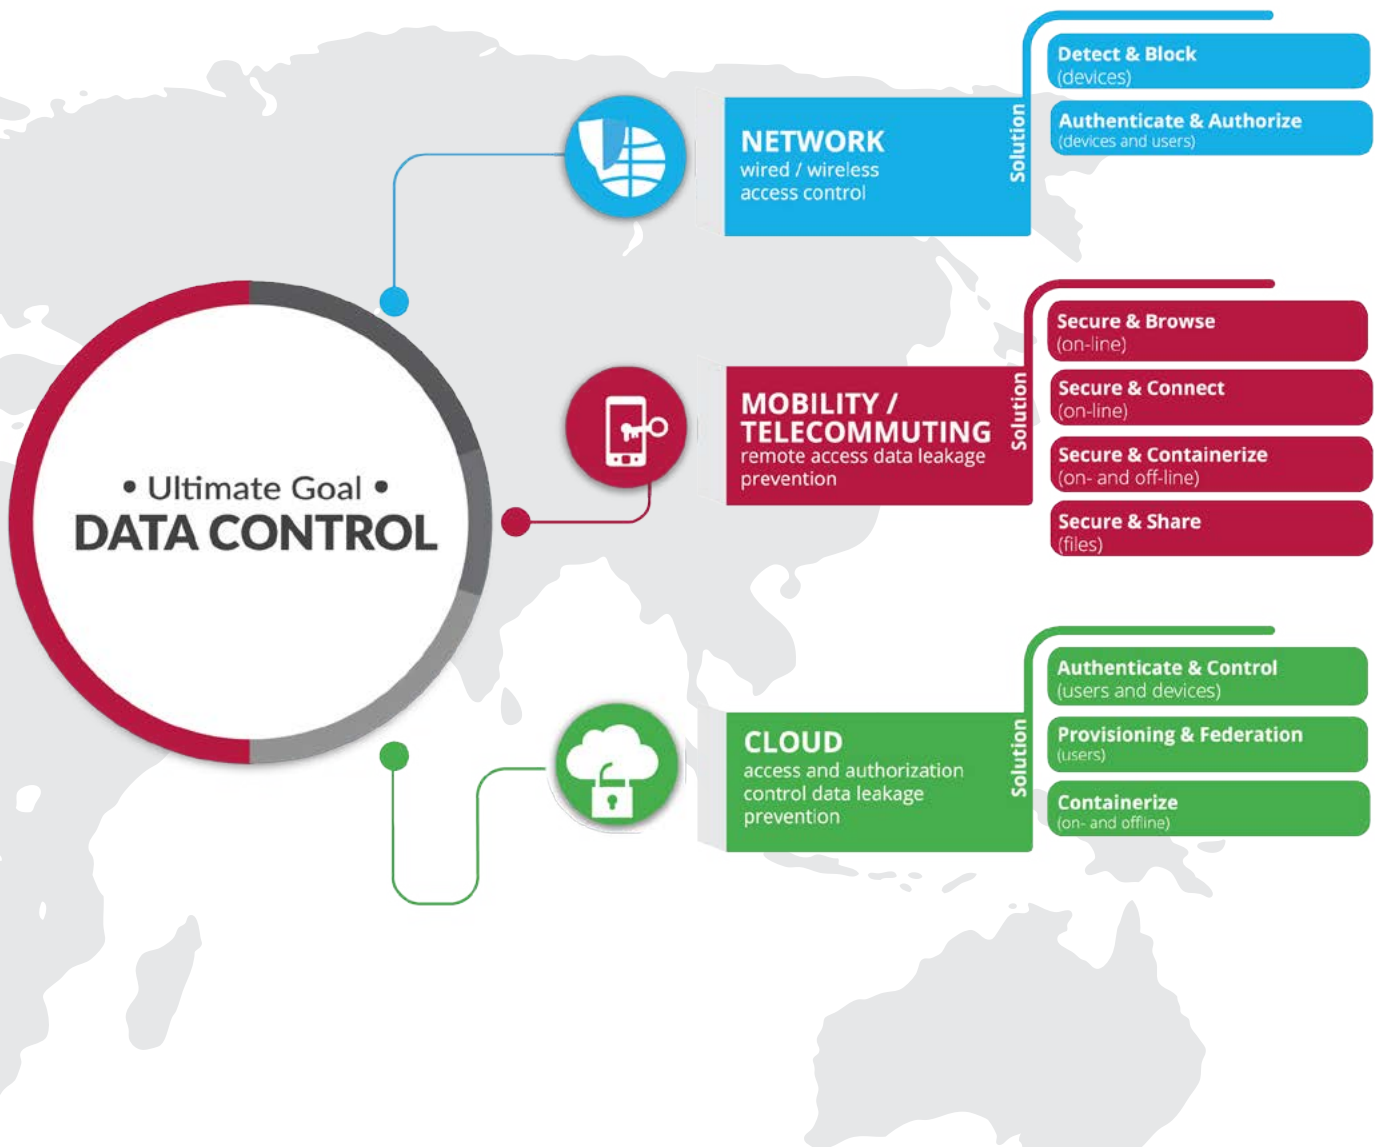 • Ultimate Goal •
DATA CONTROL
NETWORK
wired / wireless
access control
Solution
Detect & Block
(devices)
Authenticate & Authorize
(devices and users)
MOBILITY /
TELECOMMUTING
remote access data leakage
prevention
Solution
Secure & Browse
(on-line)
Secure & Connect
(on-line)
Secure & Containerize
(on- and off-line)
Secure & Share
(files)
CLOUD
access and authorization
control data leakage
prevention
Solution
Authenticate & Control
(users and devices)
Provisioning & Federation
(users)
Containerize
(on- and offline)